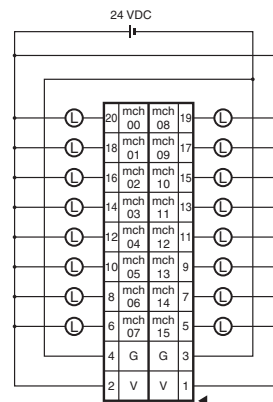 24 VDC
L 20 mch 00 mch 08 19 L
L 18 mch 01 mch 09 17 L
L 16 mch 02 mch 10 15 L
L 14 mch 03 mch 11 13 L
L 12 mch 04 mch 12 11 L
L 10 mch 05 mch 13 9 L
L 8 mch 06 mch 14 7 L
L 6 mch 07 mch 15 5 L
4 G G 3
2 V V 1